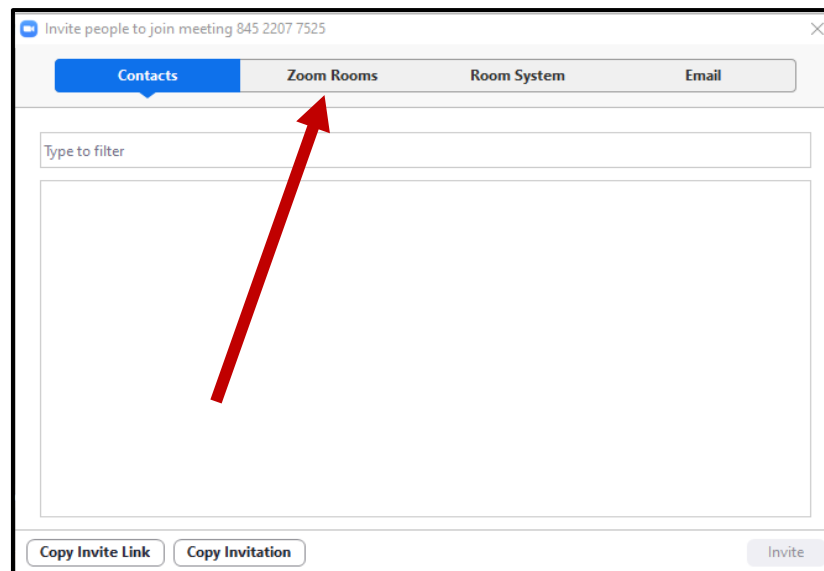 Invite people to join meeting 845 2207 7525
Contacts Zoom Rooms Room System Email
Type to filter
Copy Invite Link Copy Invitation Invite